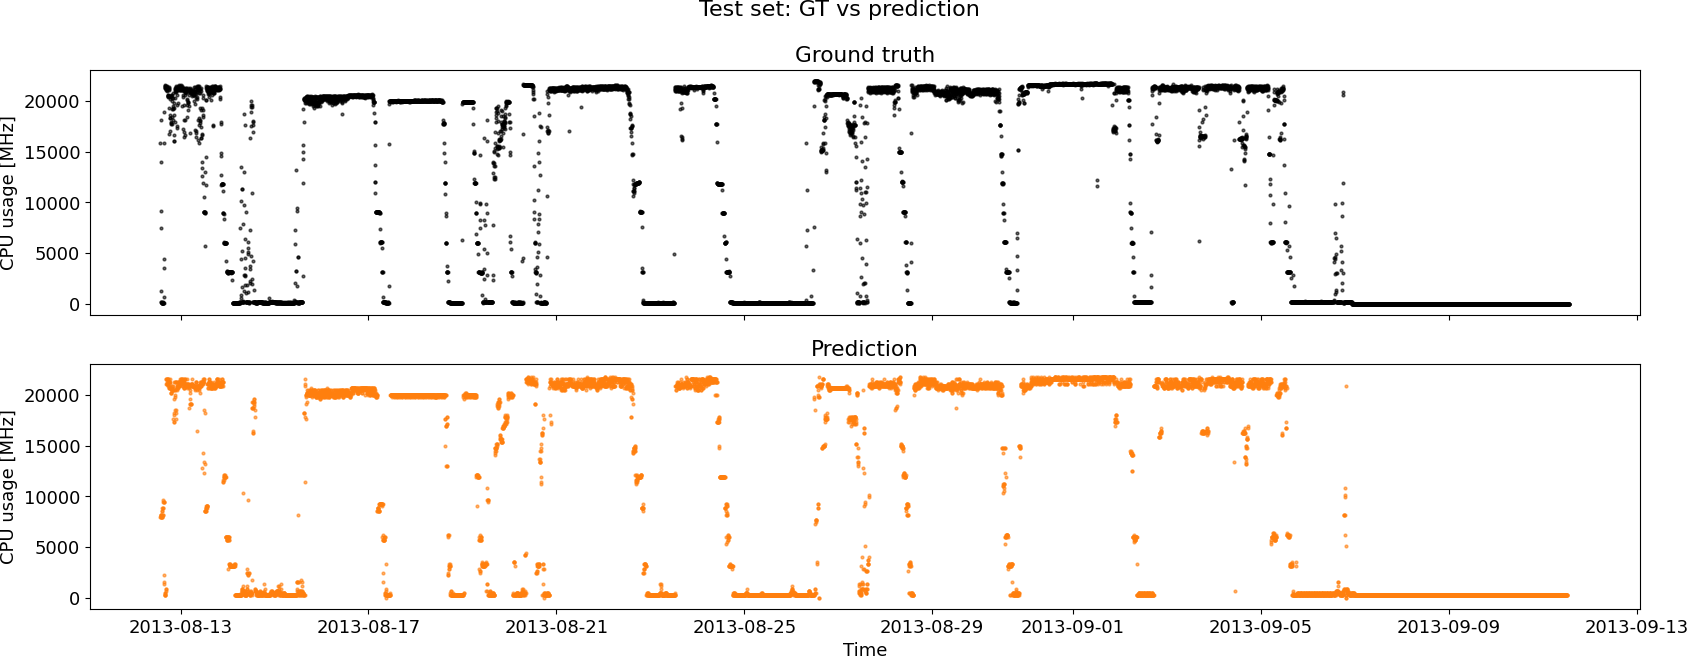 Test set: GT vs prediction
Ground truth
CPU usage [MHz]
20000
15000
10000
5000
0
Prediction
CPU usage [MHz]
20000
15000
10000
5000
0
2013-08-13 2013-08-17 2013-08-21 2013-08-25 2013-08-29 2013-09-01 2013-09-05 2013-09-09 2013-09-13
Time